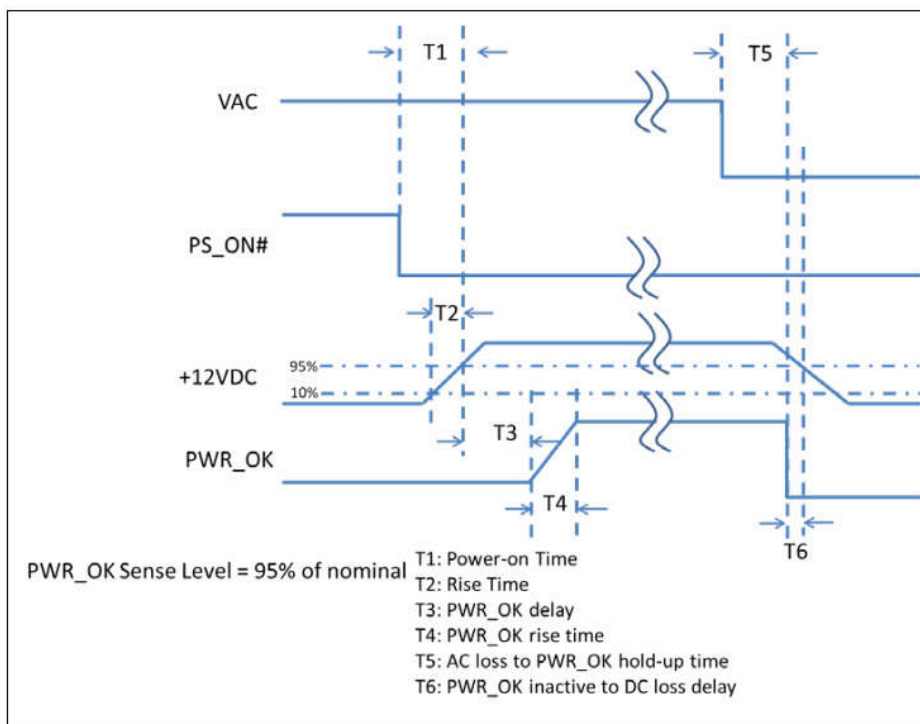 T1
T5
VAC
PS_ON#
T2
95%
+12VDC
10%
T3
PWR_OK
T4
T6
PWR_OK Sense Level = 95% of nominal
T1: Power-on Time
T2: Rise Time
T3: PWR_OK delay
T4: PWR_OK rise time
T5: AC loss to PWR_OK hold-up time
T6: PWR_OK inactive to DC loss delay